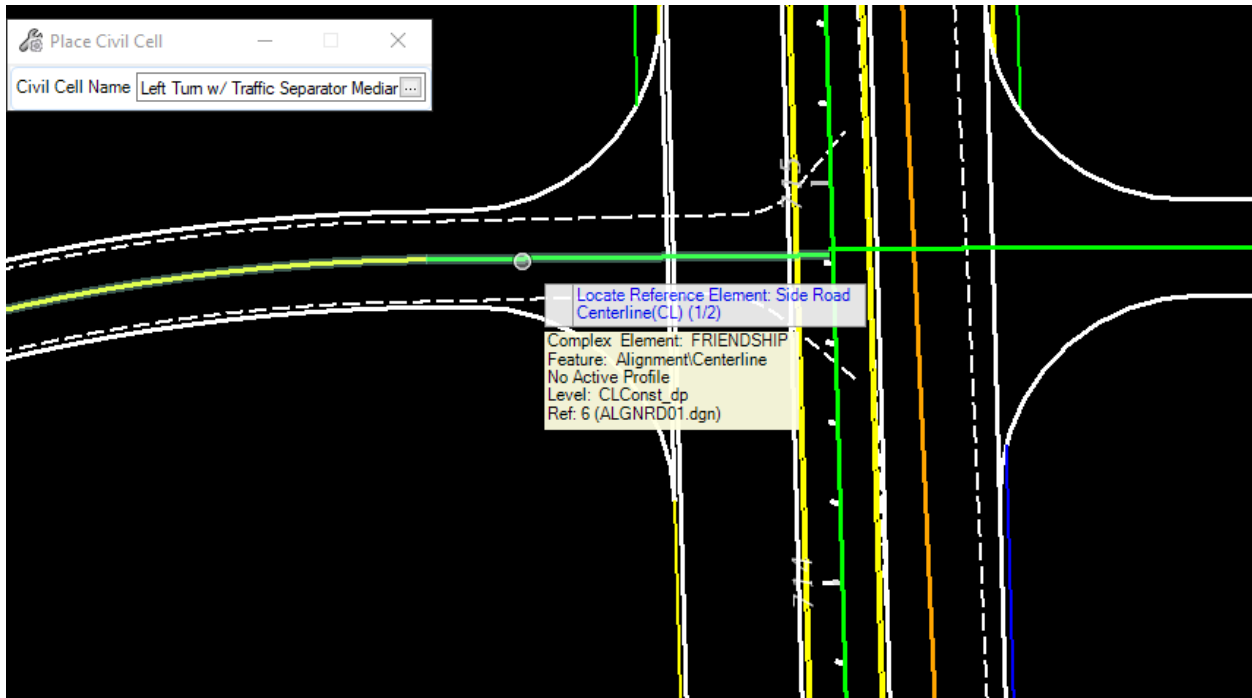 Place Civil Cell
Civil Cell Name Left Turn w/ Traffic Separator Mediar ...
Locate Reference Element: Side Road
Centerline(CL) (1/2)
Complex Element: FRIENDSHIP
Feature: Alignment\Centerline
No Active Profile
Level: CLConst_dp
Ref: 6 (ALGNRD01.dgn)
714